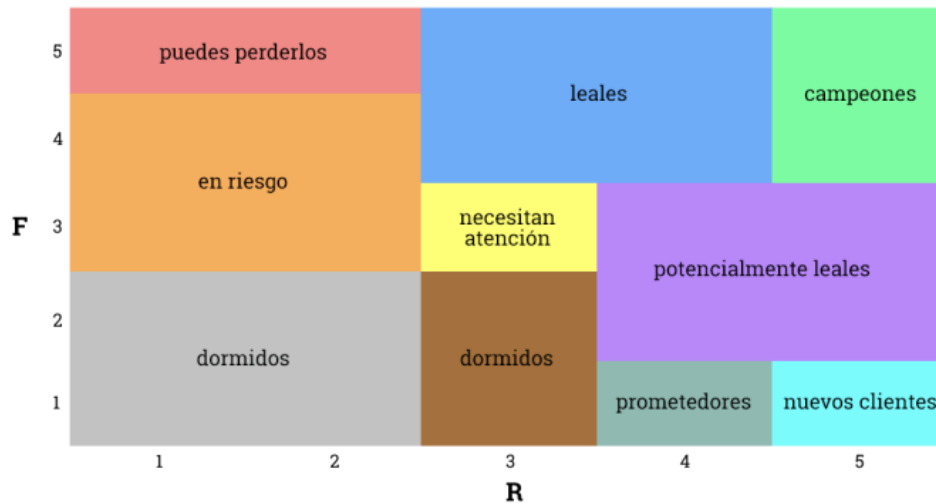 5
puedes perderlos
leales
campeones
4
en riesgo
F
3
necesitan
atención
potencialmente leales
2
dormidos
dormidos
1
prometedores
nuevos clientes
1
2
3
4
5
R